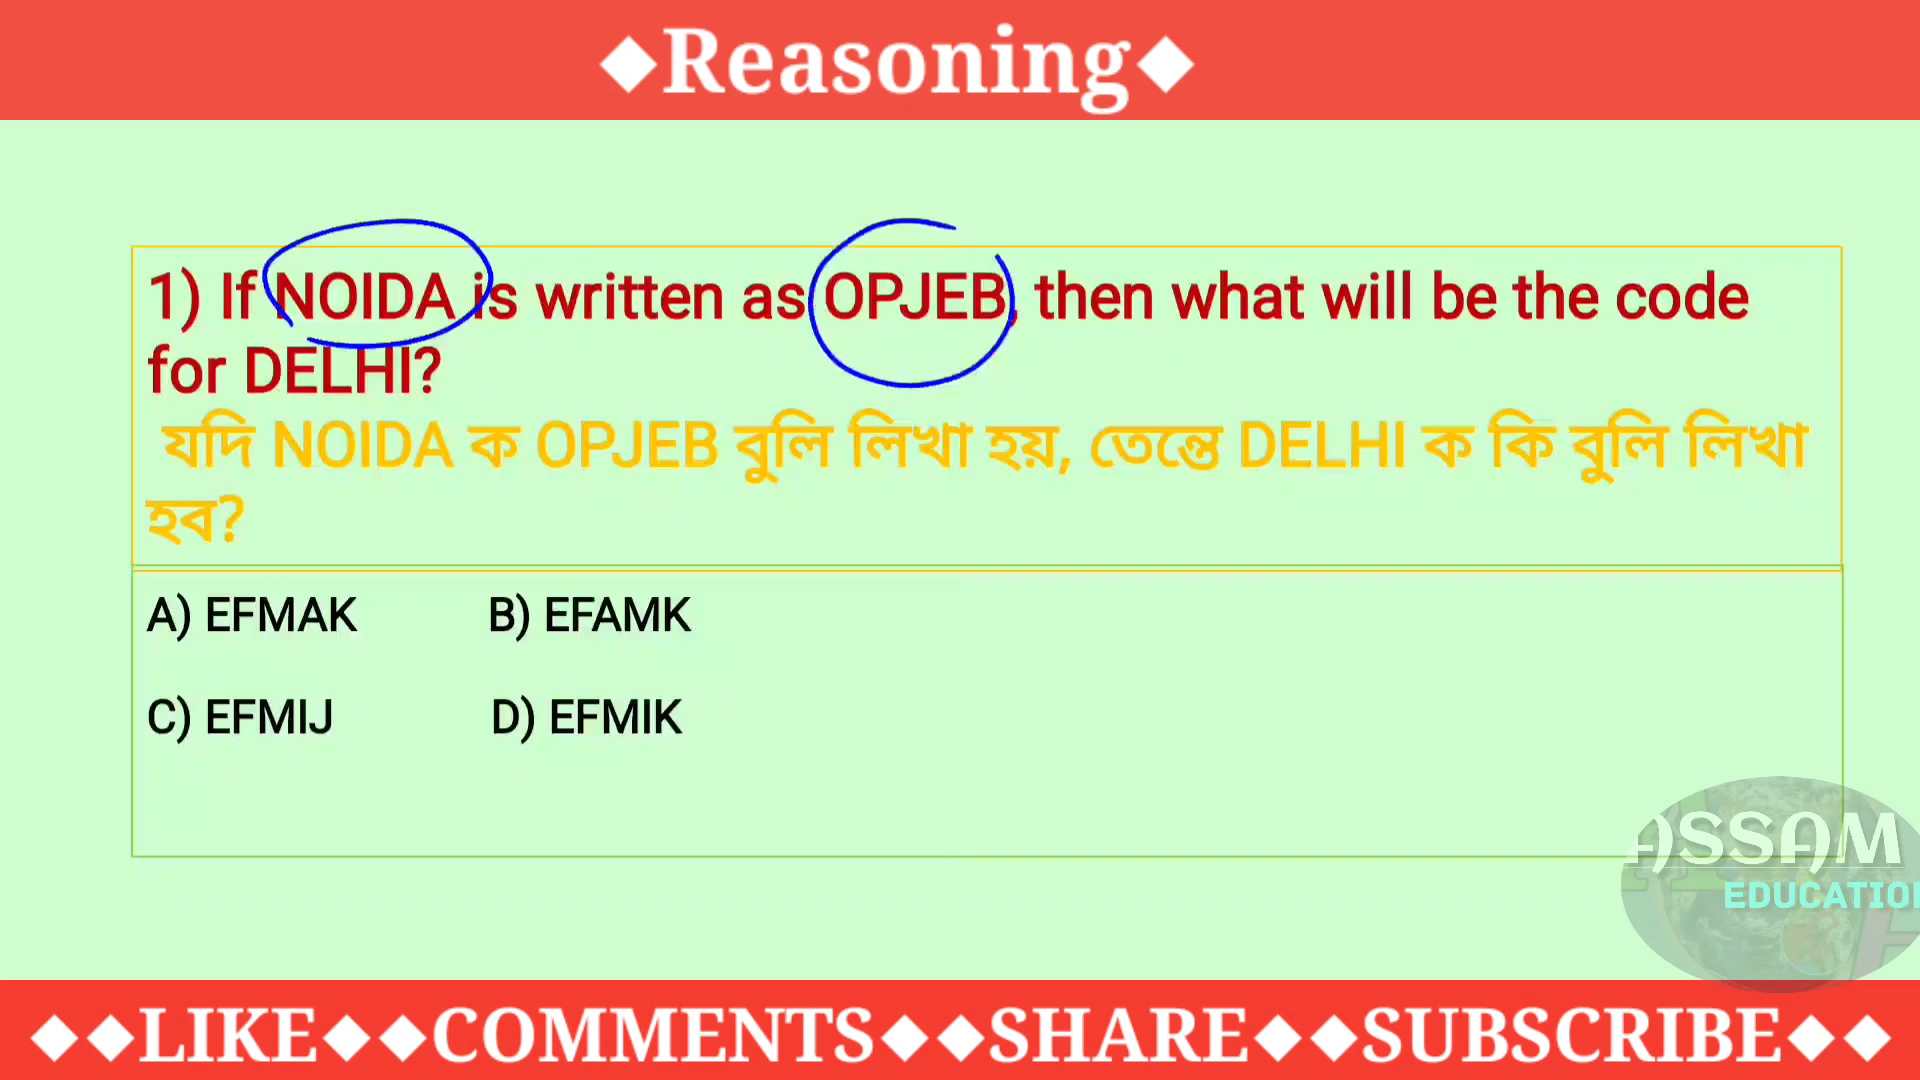 ◆Reasoning◆
1) If NOIDA is written as OPJEB, then what will be the code
for DELHI?
যদি NOIDA ক OPJEB বুলি লিখা হয়, তেন্তে DELHI ক কি বুলি লিখা
হব?
A) EFMAK B) EFAMK
C) EFMIJ D) EFMIK
ASSAM
EDUCATION
◆◆LIKE◆◆COMMENTS◆◆SHARE◆◆SUBSCRIBE◆◆